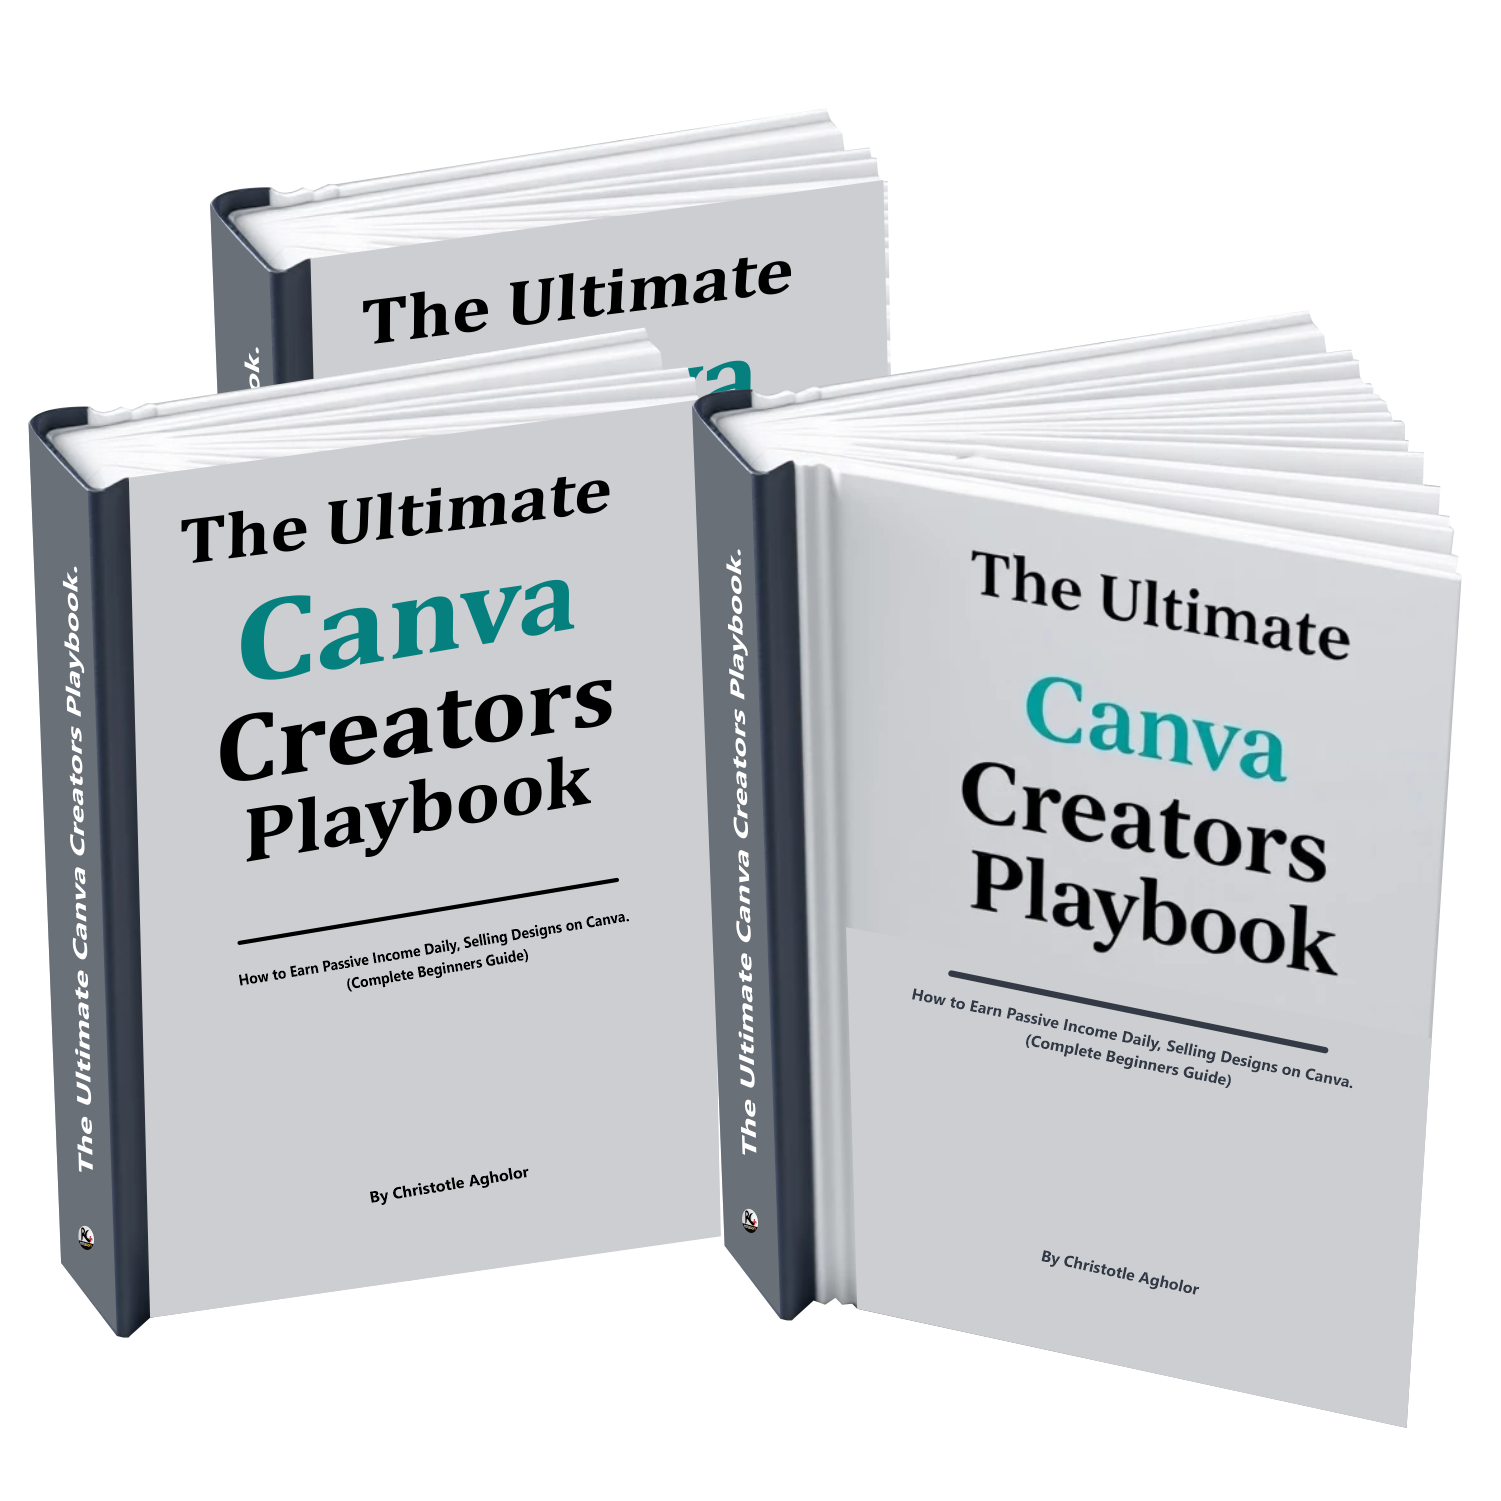 The Ultimate
ok.
The Ultimate
Canva
Creators
Playbook
How to Earn Passive Income Daily, Selling Designs on Canva.
(Complete Beginners Guide)
By Christotle Agholor
The Ultimate Canva Creators Playbook.
The Ultimate
Canva
Creators
Playbook
How to Earn Passive Income Daily, Selling Designs on Canva.
(Complete Beginners Guide)
By Christotle Agholor
The Ultimate Canva Creators Playbook.